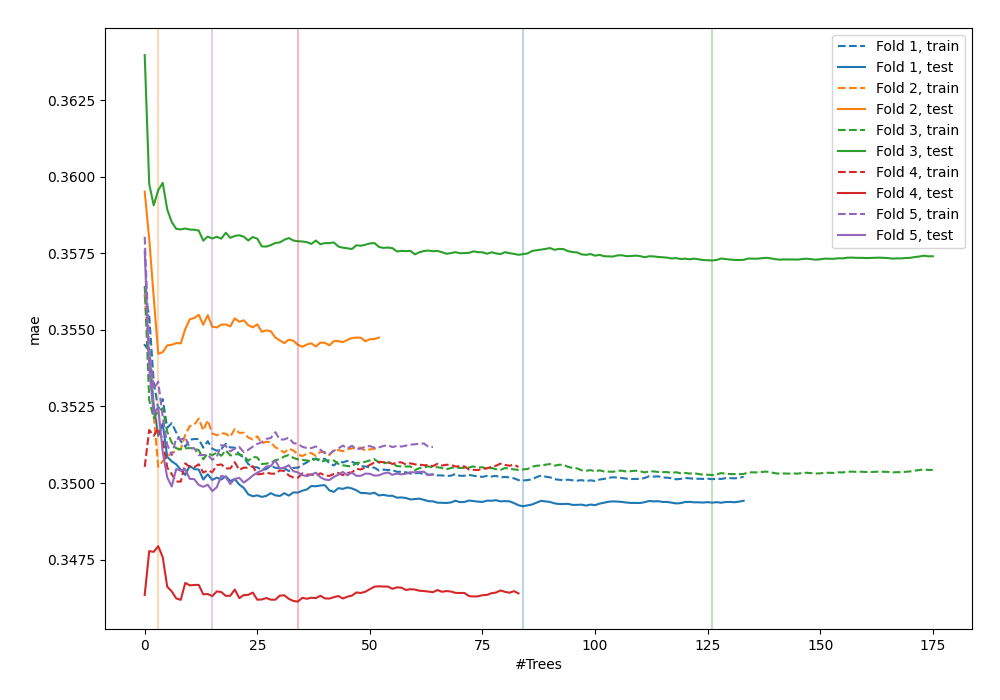 Fold 1, train
Fold 1, test
Fold 2, train
Fold 2, test
Fold 3, train
Fold 3, test
Fold 4, train
Fold 4, test
Fold 5, train
Fold 5, test
0.3625
0.3600
0.3575
0.3550
0.3525
0.3500
0.3475
mae
0 25 50 75 100 125 150 175
#Trees